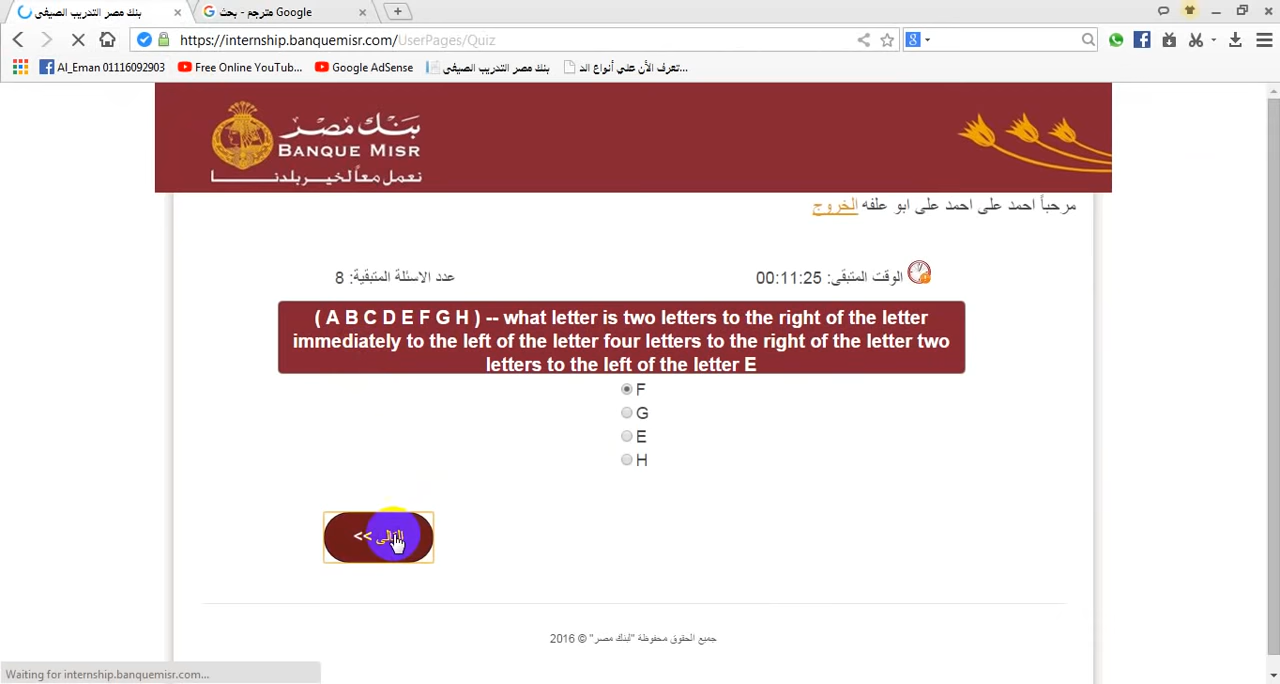 بنك مصر التدريب الصيفى
مترجم - بحث Google
https://internship.banquemisr.com/UserPages/Quiz
Al_Eman 01116092903
Free Online YouTub...
Google AdSense
بنك مصر التدريب الصيفى
تعرف الأن علي أنواع الد...
بنك مصر
BANQUE MISR
نعمل معاً لخير بلدنا
مرحباً احمد على احمد على ابو علفه الخروج
الوقت المتبقى: 00:11:25
عدد الاسئلة المتبقية: 8
( A B C D E F G H ) -- what letter is two letters to the right of the letter
immediately to the left of the letter four letters to the right of the letter two
letters to the left of the letter E
F
G
E
H
التالى >>
جميع الحقوق محفوظة "لبنك مصر" © 2016
Waiting for internship.banquemisr.com...